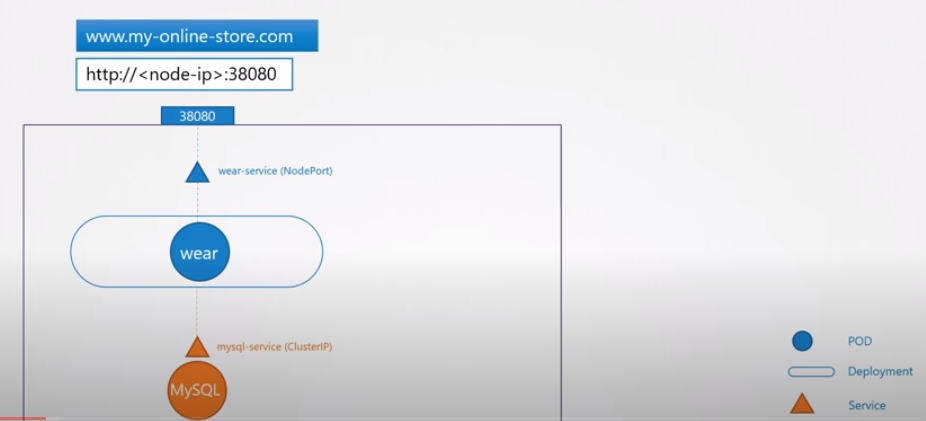 www.my-online-store.com
http://<node-ip>:38080
38080
wear-service (NodePort)
wear
mysql-service (ClusterIP)
MySQL
POD
Deployment
Service